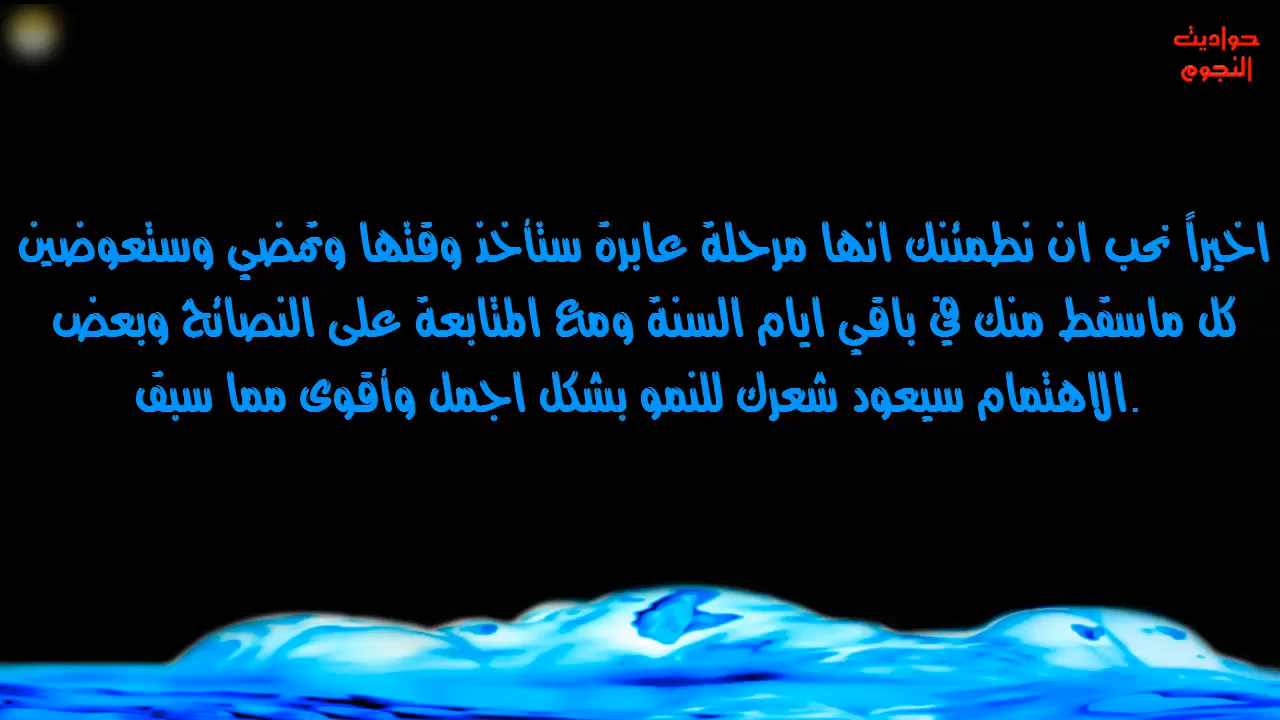 حواديت
النجوم
اخيراً نحب ان نطمئنك انها مرحلة عابرة ستأخذ وقتها وتمضي وستعوضين
كل ماسقط منك في باقي ايام السنة ومع المتابعة على النصائح وبعض
.الاهتمام سيعود شعرك للنمو بشكل اجمل وأقوى مما سبق